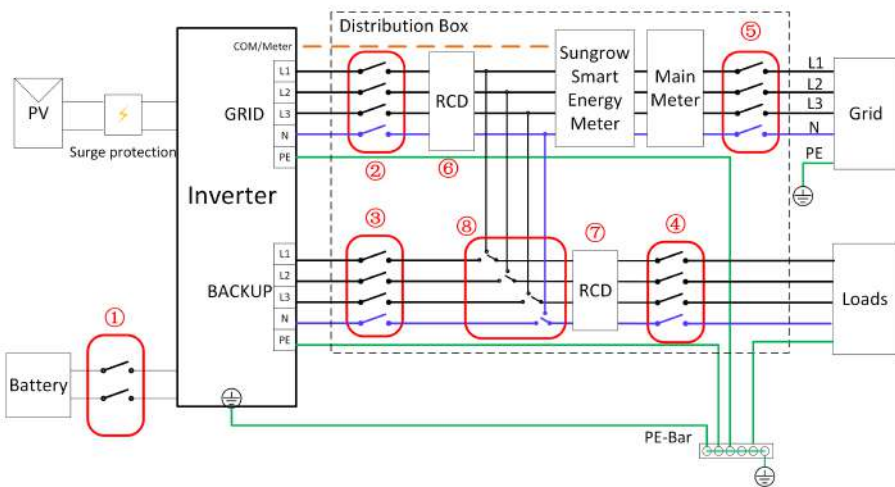 Distribution Box
⑤
COM/Meter
L1
L2
L3
N
PE
GRID
②
RCD
⑥
Sungrow
Smart
Energy
Meter
Main
Meter
L1
L2
L3
N
PE
Grid
PV
Surge protection
Inverter
③
⑧
⑦
④
L1
L2
L3
N
PE
BACKUP
RCD
Loads
①
Battery
PE-Bar